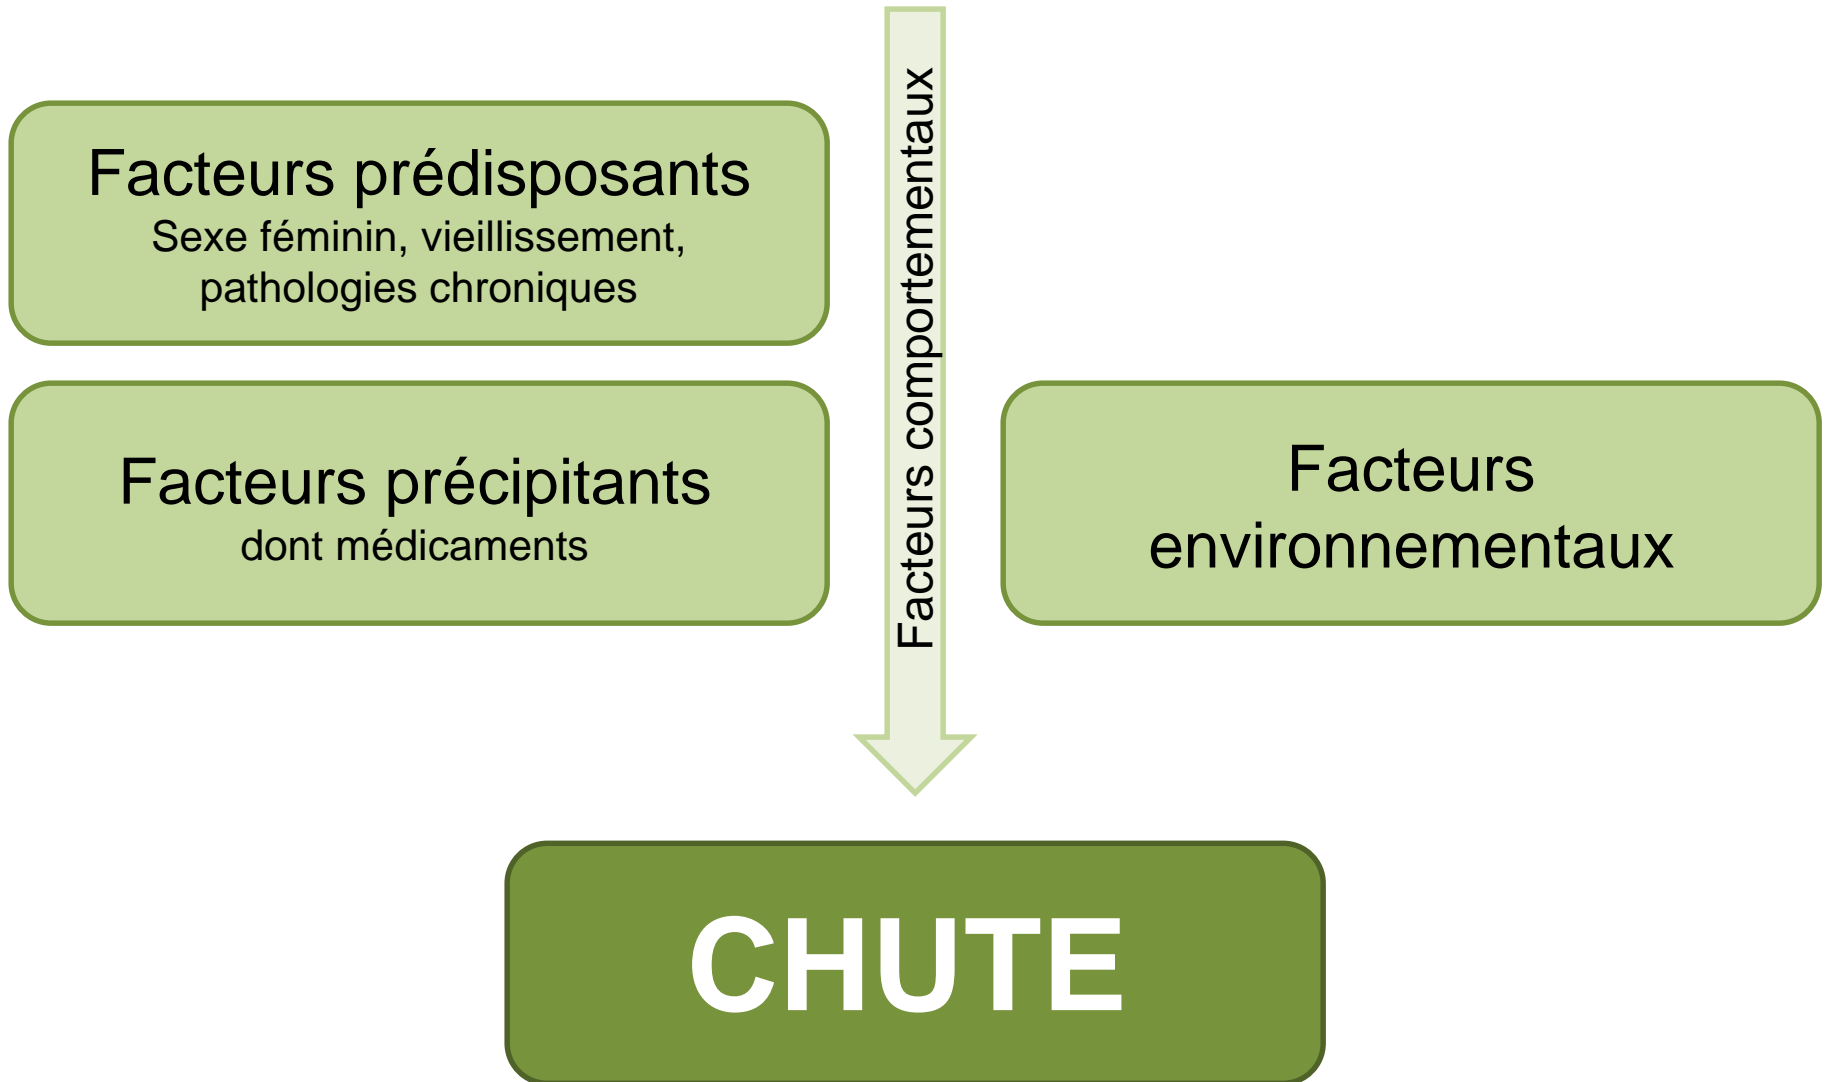 Facteurs prédisposants
Sexe féminin, vieillissement,
pathologies chroniques
Facteurs précipitants
dont médicaments
Facteurs comportementaux
Facteurs
environnementaux
CHUTE